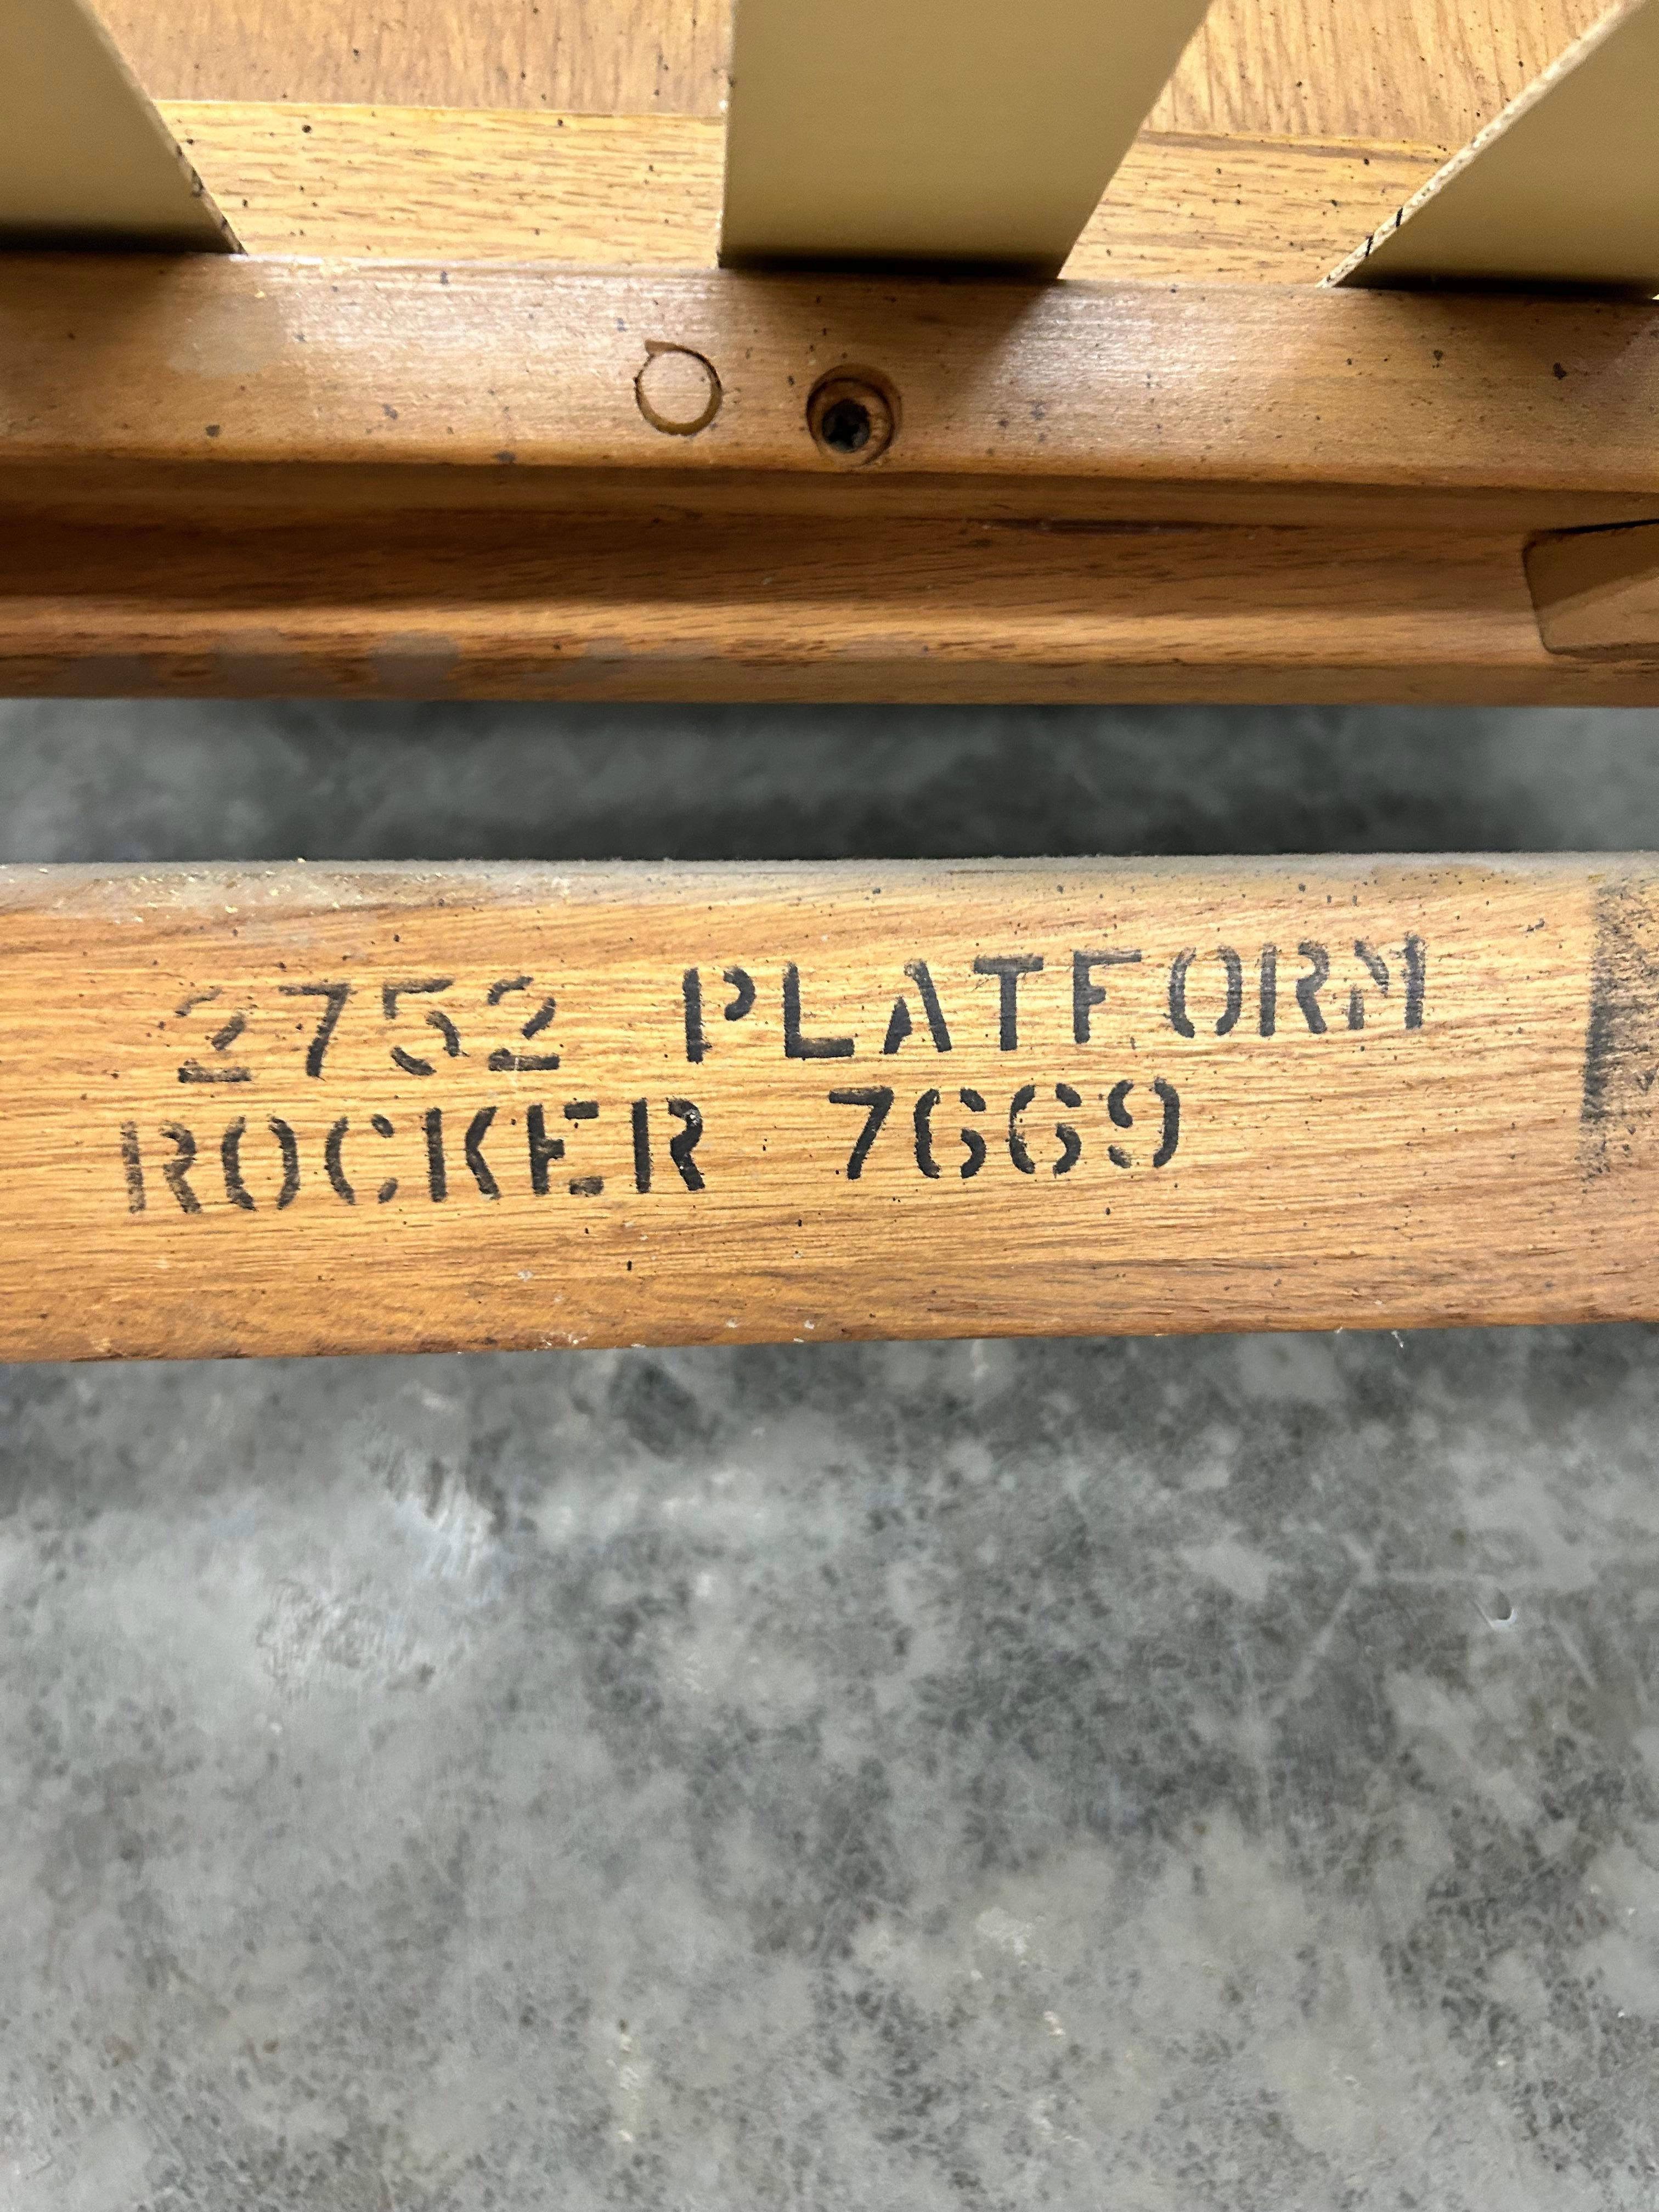 2752 PLATFORM
ROCKER 7669